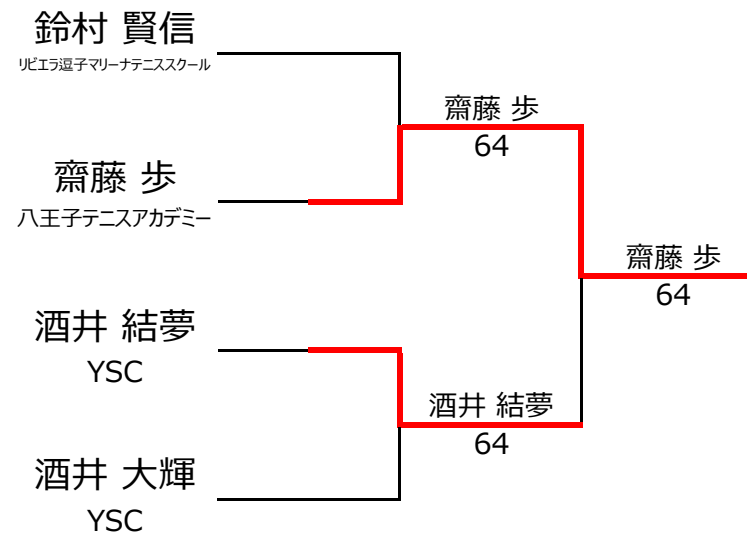 鈴村 賢信
リビエラ逗子マリーナテニススクール
齋藤 歩
64
齋藤 歩
八王子テニスアカデミー
齋藤 歩
64
酒井 結夢
YSC
酒井 結夢
64
酒井 大輝
YSC